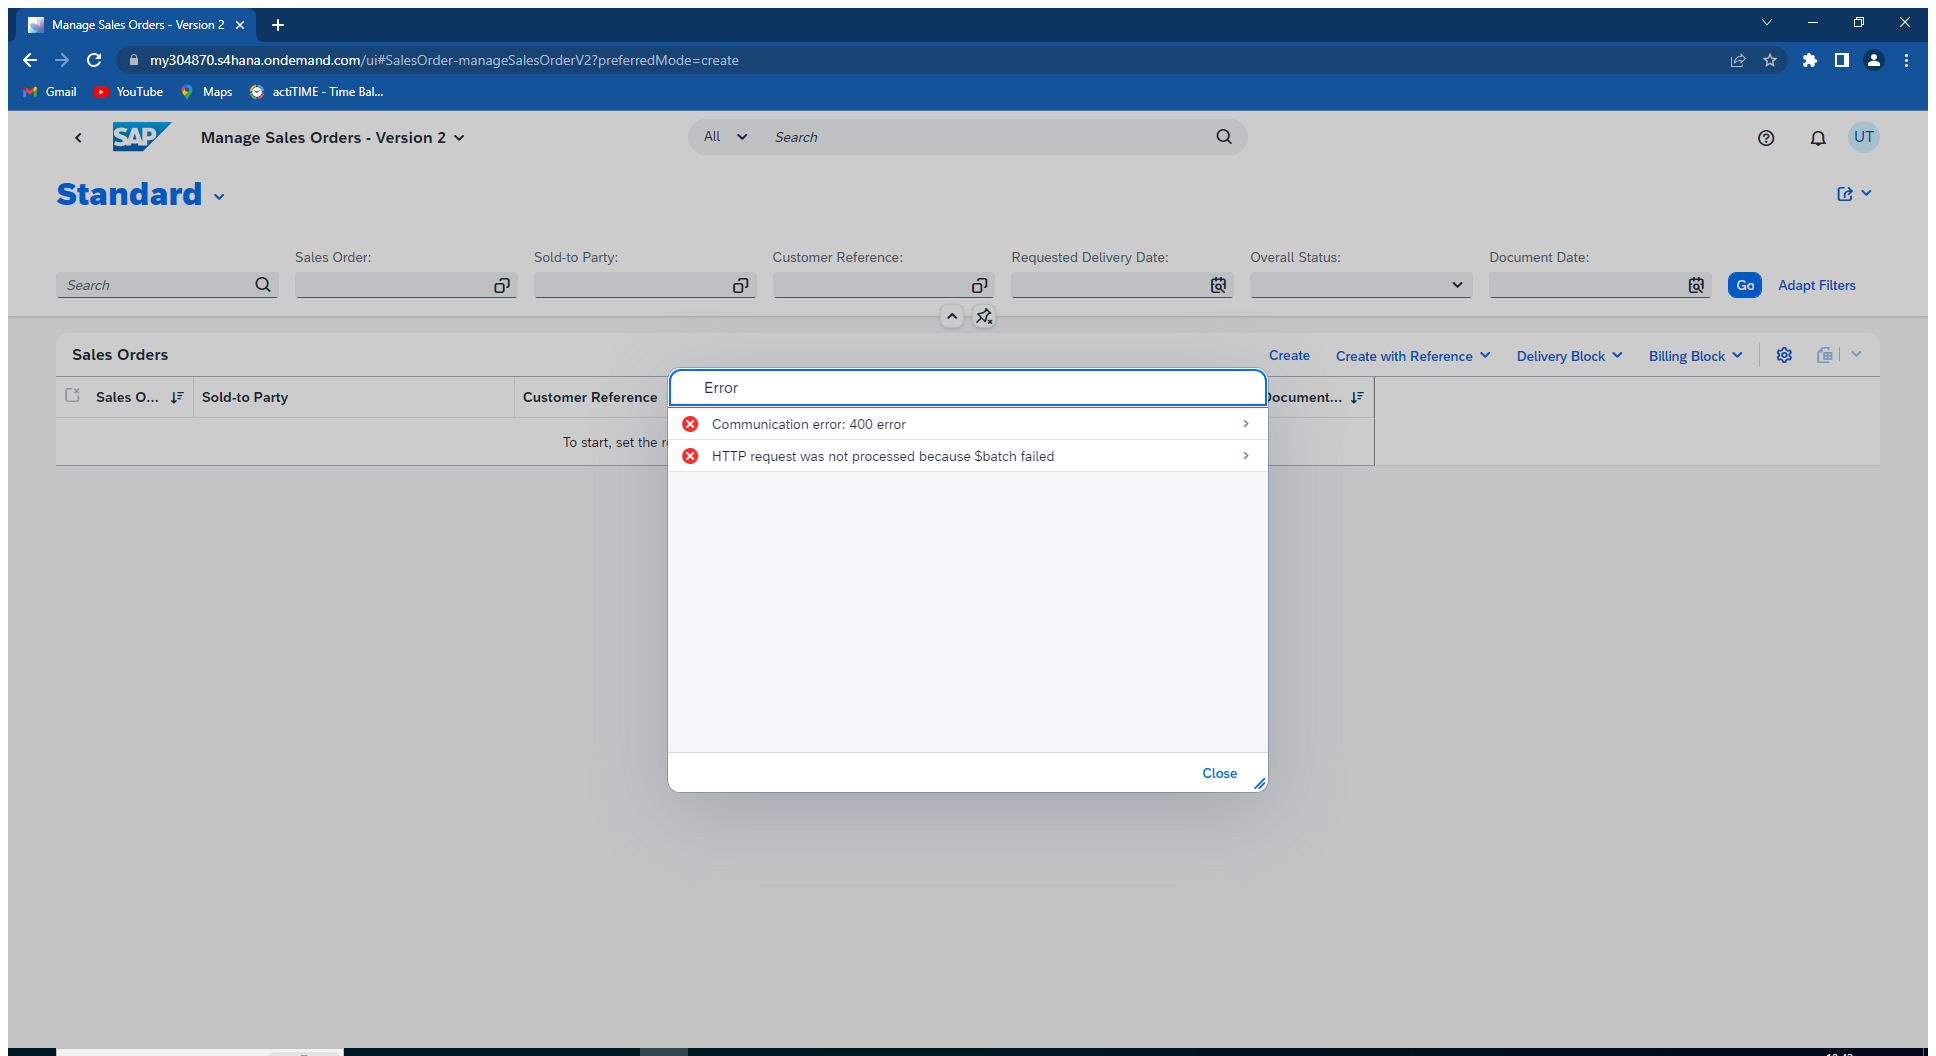 Manage Sales Orders - Version 2
my304870.s4hana.ondemand.com/ui#SalesOrder-manageSalesOrderV2?preferredMode=create
Gmail YouTube Maps actiTIME - Time Bal...
SAP Manage Sales Orders - Version 2 All Search UT
Standard
Sales Order: Sold-to Party: Customer Reference: Requested Delivery Date: Overall Status: Document Date:
Search Go Adapt Filters
Sales Orders Create Create with Reference Delivery Block Billing Block
Error
Sales O... Sold-to Party Customer Reference Document...
Communication error: 400 error
To start, set the
HTTP request was not processed because $batch failed
Close